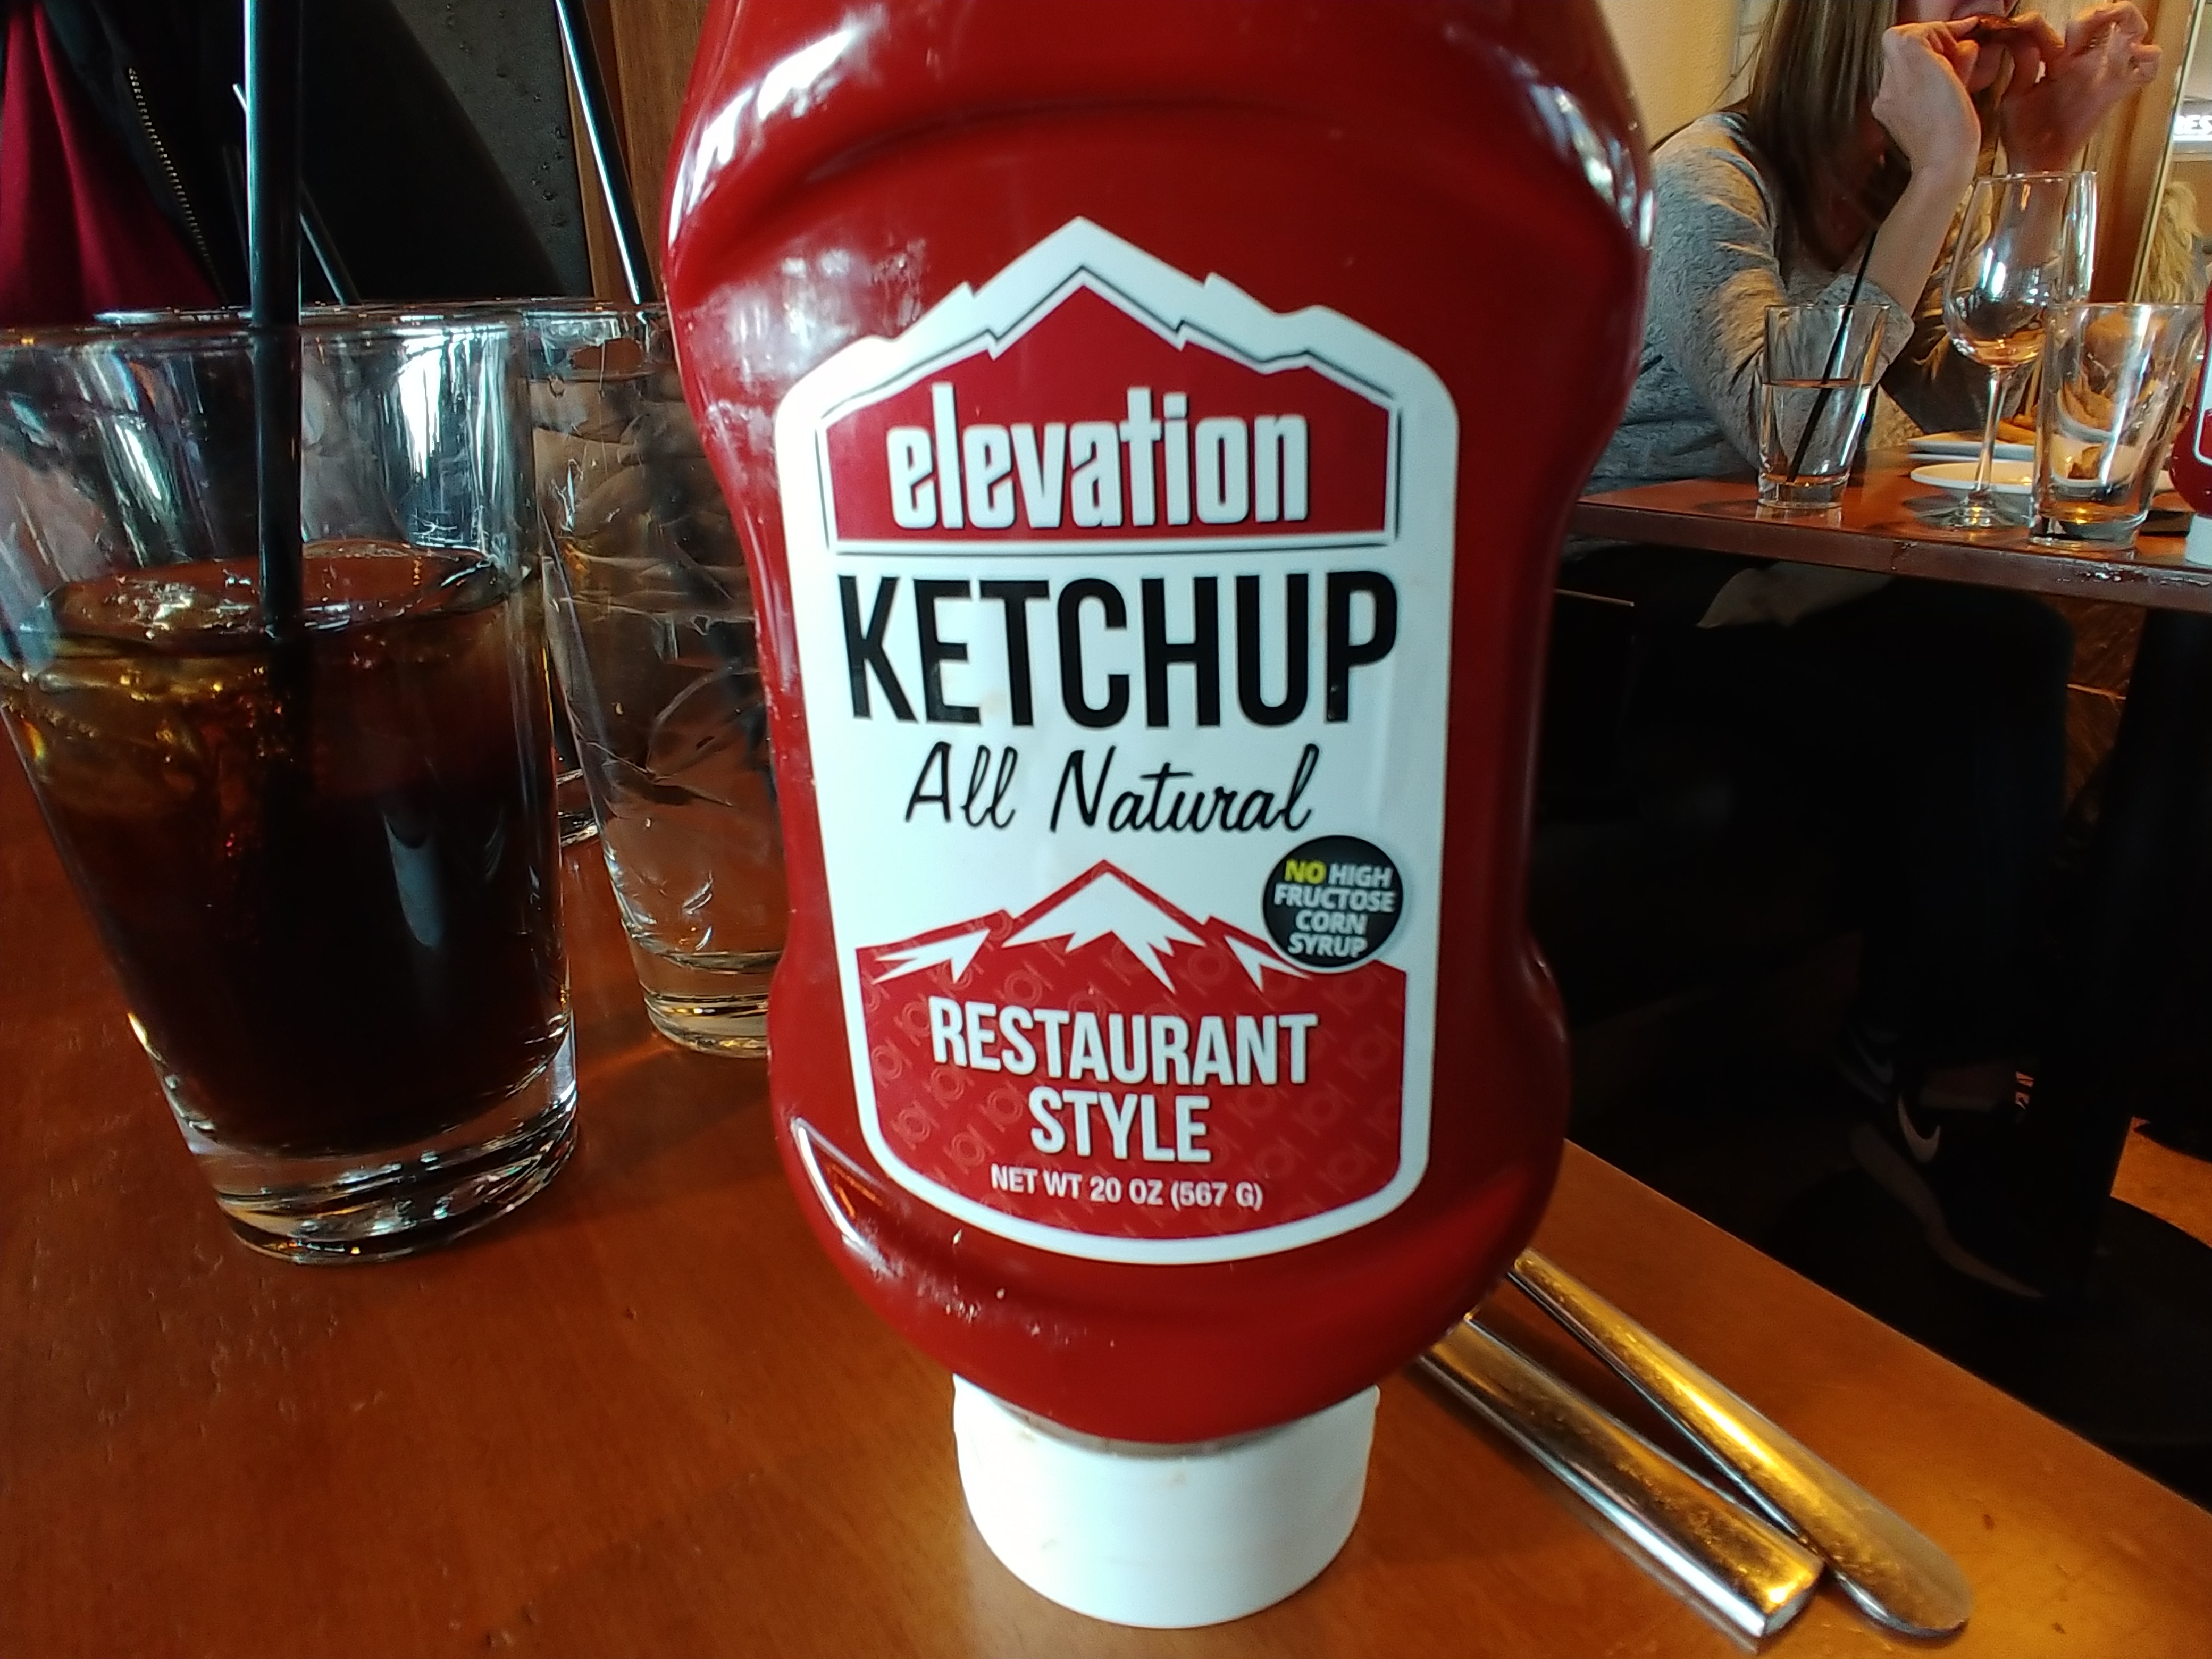 elevation
KETCHUP
All Natural
NO HIGH
FRUCTOSE
CORN
SYRUP
RESTAURANT
STYLE
NET WT 20 OZ (567 G)